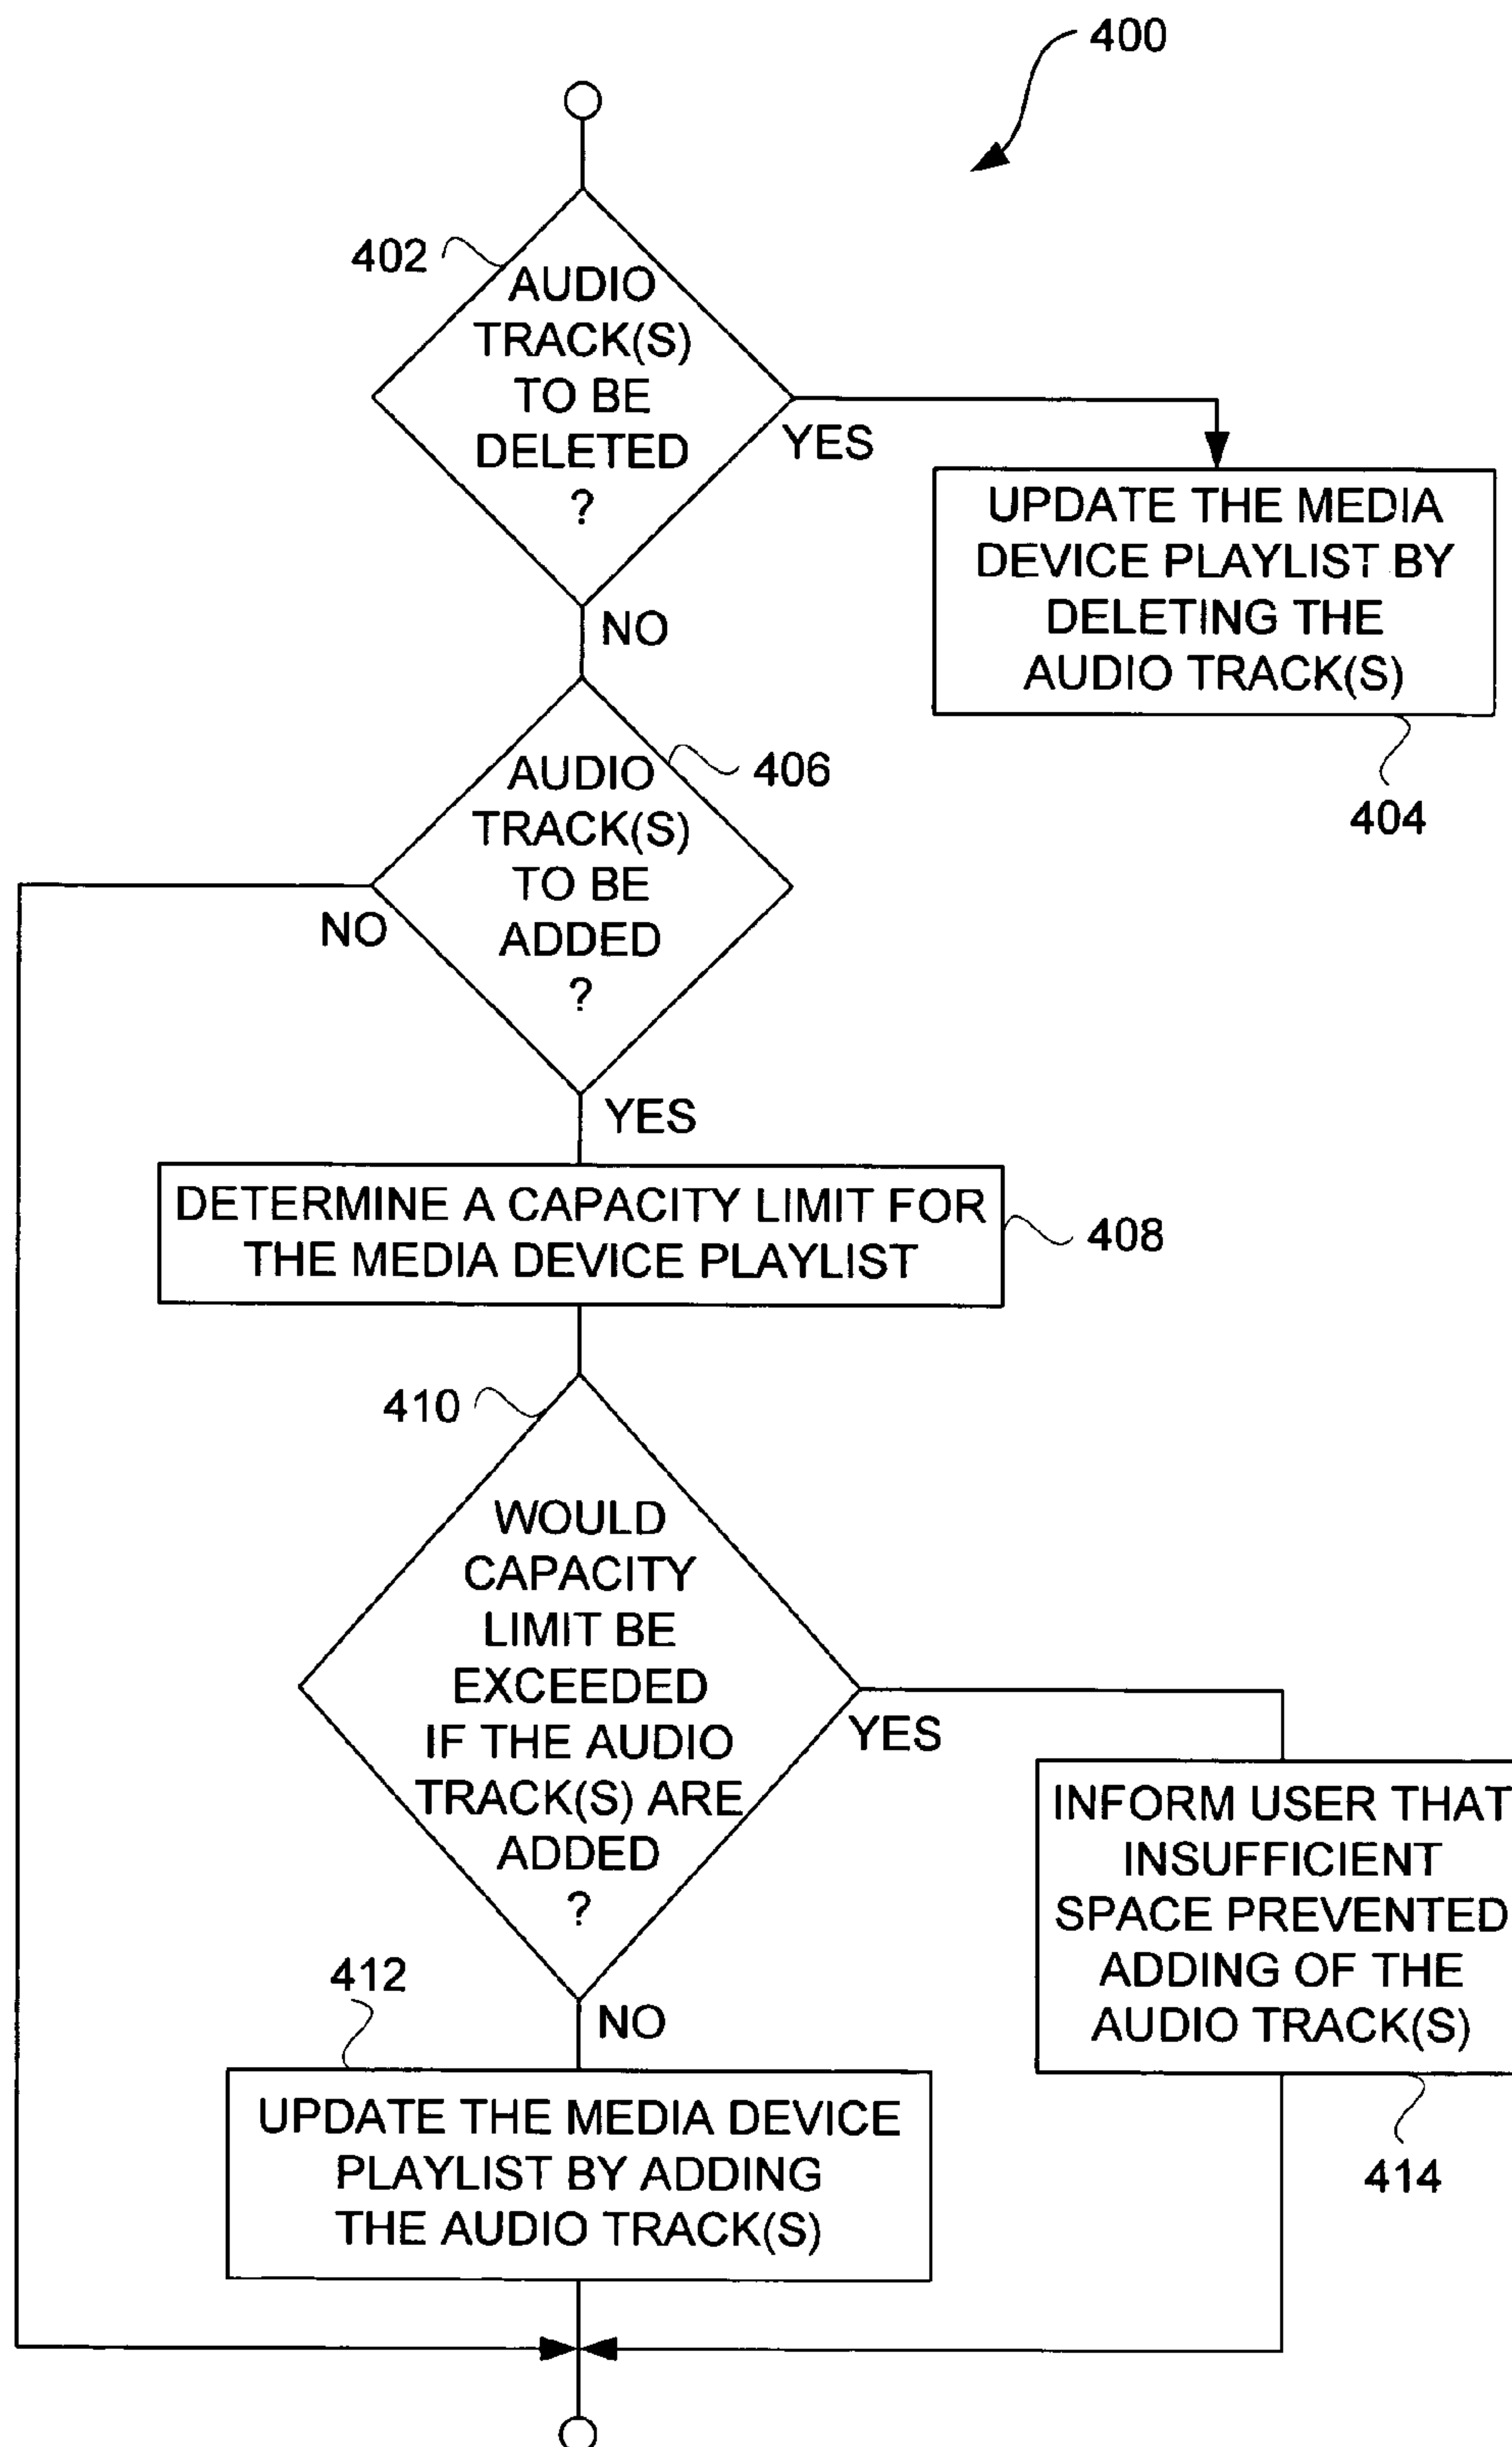 400
402
AUDIO
TRACK(S)
TO BE
DELETED
?
YES
UPDATE THE MEDIA
DEVICE PLAYLIST BY
DELETING THE
AUDIO TRACK(S)
404
NO
406
AUDIO
TRACK(S)
TO BE
ADDED
?
NO
YES
DETERMINE A CAPACITY LIMIT FOR
THE MEDIA DEVICE PLAYLIST
408
410
WOULD
CAPACITY
LIMIT BE
EXCEEDED
IF THE AUDIO
TRACK(S) ARE
ADDED
?
YES
INFORM USER THAT
INSUFFICIENT
SPACE PREVENTED
ADDING OF THE
AUDIO TRACK(S)
414
412
NO
UPDATE THE MEDIA DEVICE
PLAYLIST BY ADDING
THE AUDIO TRACK(S)